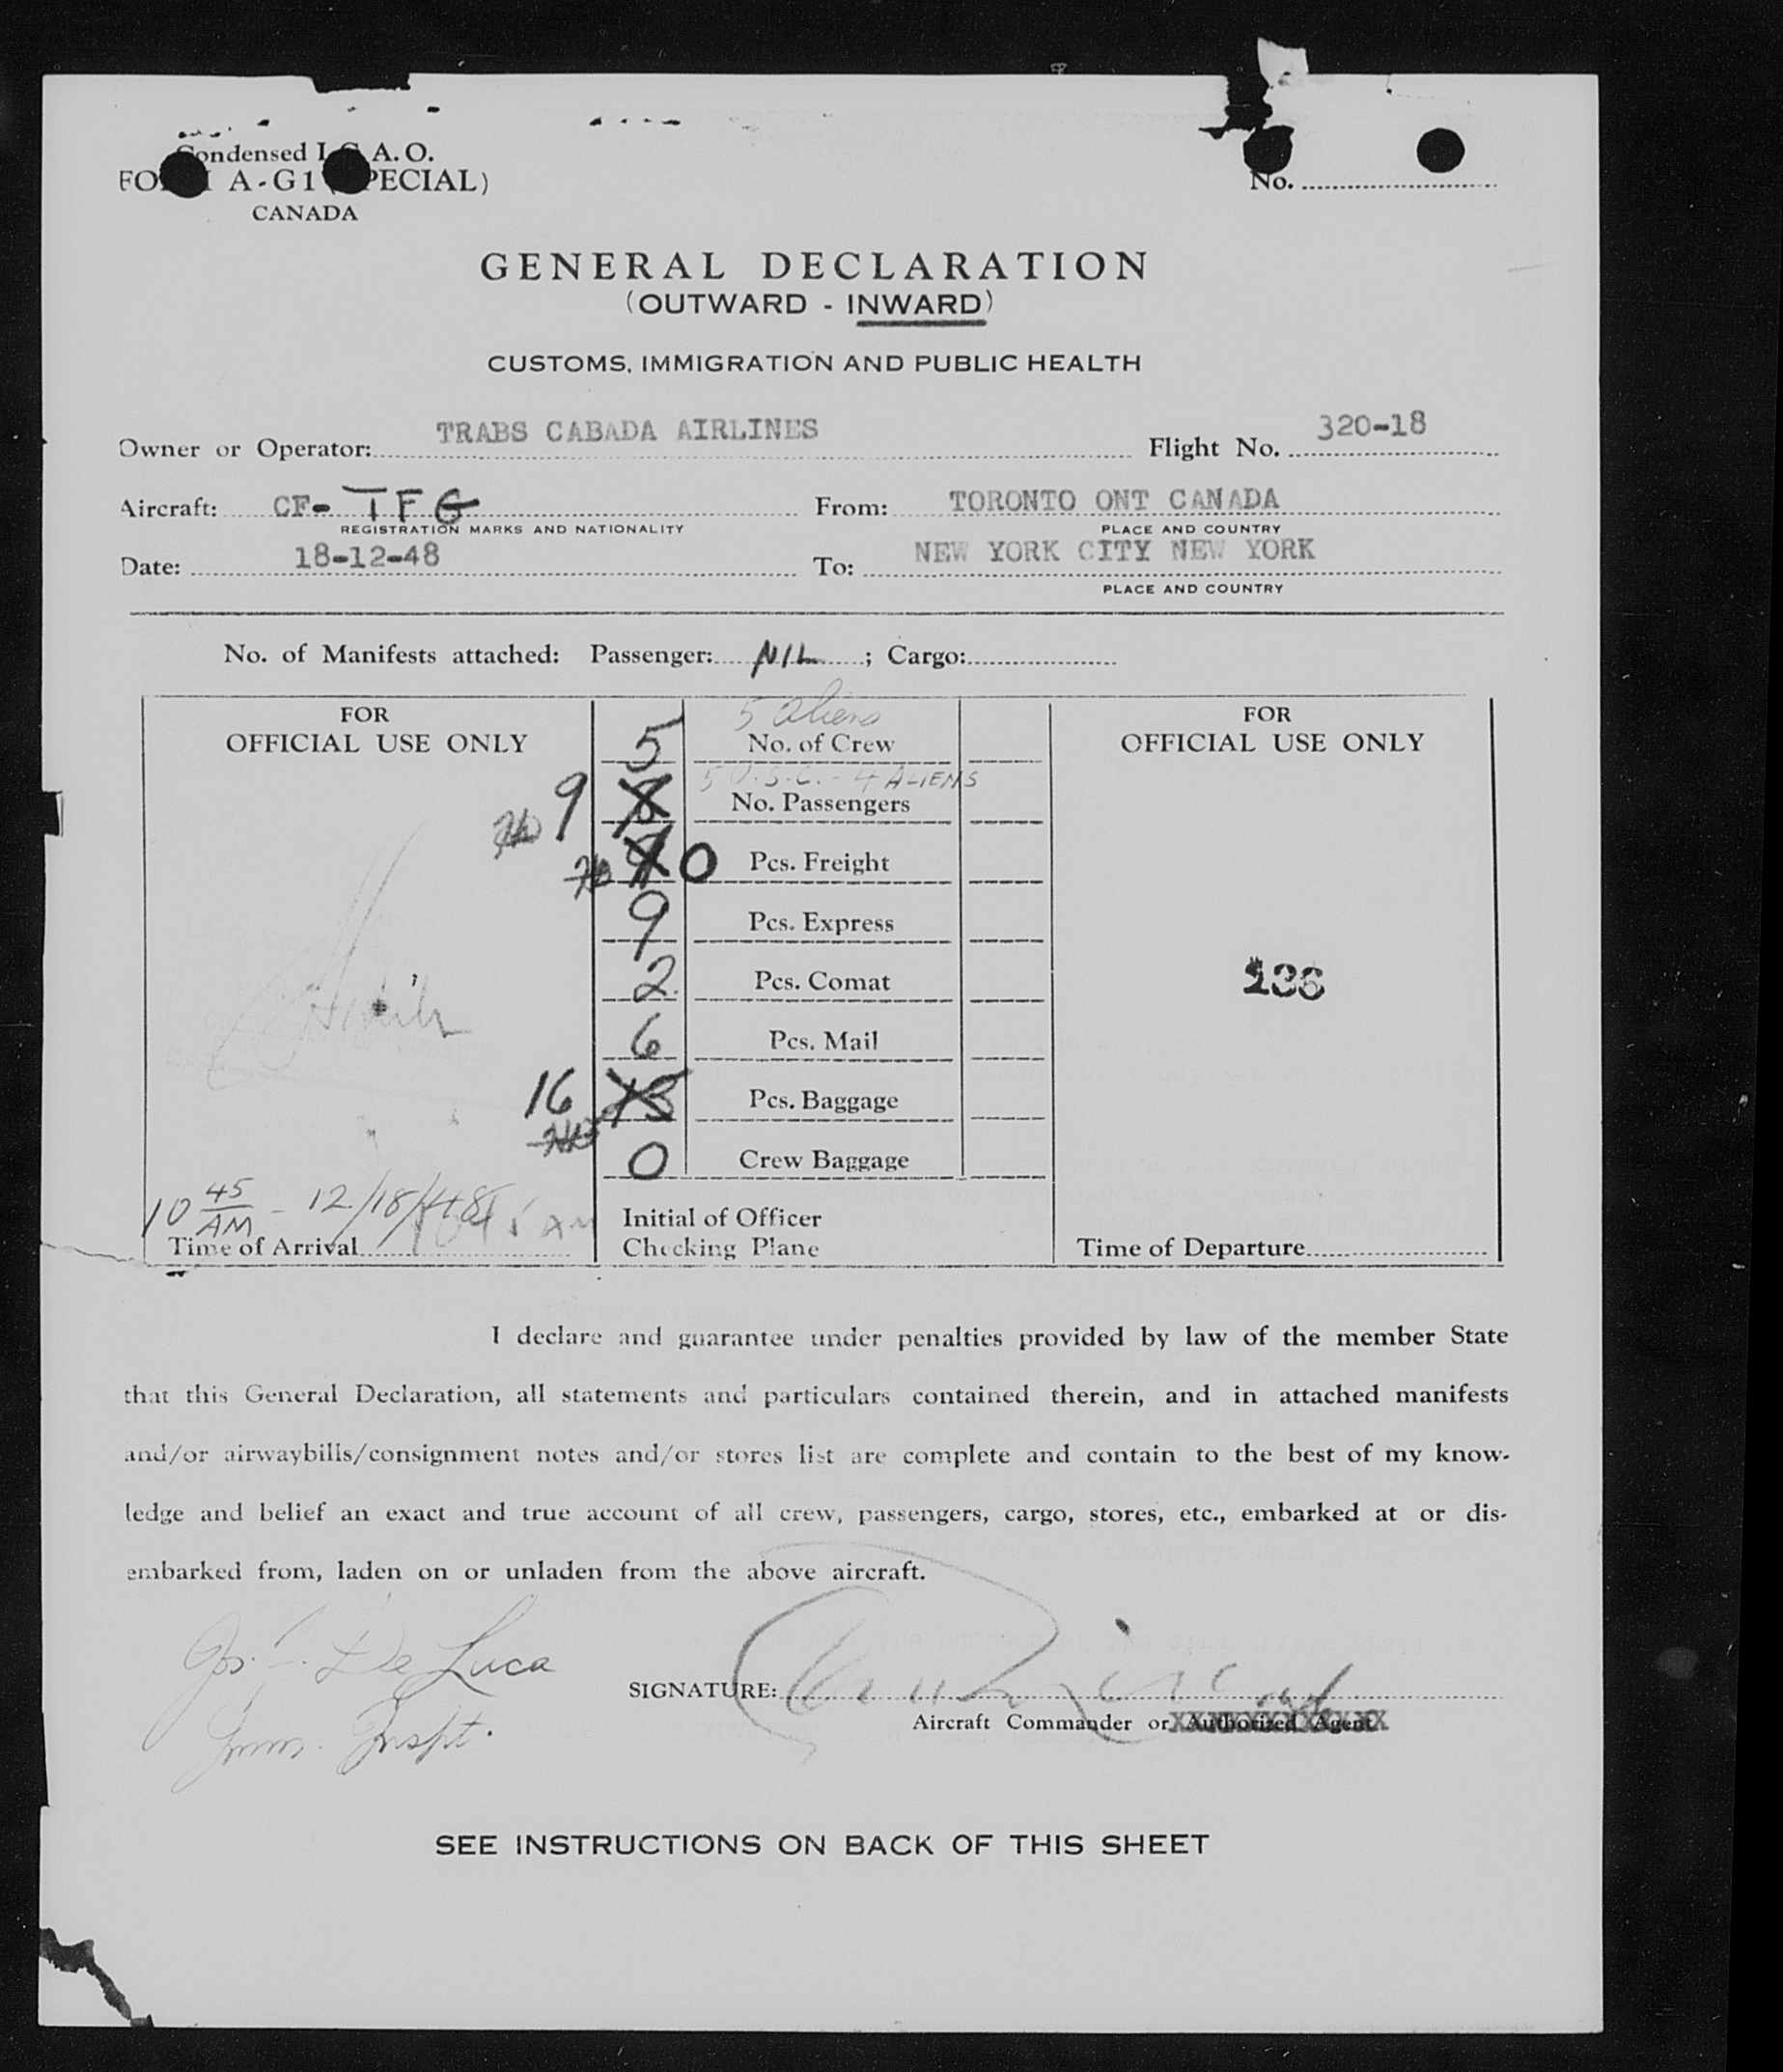 Condensed I.C.A.O.
FORM A-G1 (SPECIAL)
CANADA
No.
GENERAL DECLARATION
(OUTWARD - INWARD)
CUSTOMS, IMMIGRATION AND PUBLIC HEALTH
Owner or Operator: TRABS CABADA AIRLINES Flight No. 320-18
Aircraft: CF- TFG From: TORONTO ONT CANADA
REGISTRATION MARKS AND NATIONALITY PLACE AND COUNTRY
Date: 18-12-48 To: NEW YORK CITY NEW YORK
PLACE AND COUNTRY
No. of Manifests attached: Passenger: NIL ; Cargo:
FOR
OFFICIAL USE ONLY
5 Aliens
5 No. of Crew
5 U.S.C. - 4 ALIENS
9 No. Passengers
0 Pcs. Freight
9 Pcs. Express
2 Pcs. Comat
6 Pcs. Mail
16 Pcs. Baggage
0 Crew Baggage
FOR
OFFICIAL USE ONLY
236
10 45 AM - 12/18/48
Time of Arrival
Initial of Officer
Checking Plane
Time of Departure
I declare and guarantee under penalties provided by law of the member State
that this General Declaration, all statements and particulars contained therein, and in attached manifests
and/or airwaybills/consignment notes and/or stores list are complete and contain to the best of my know-
ledge and belief an exact and true account of all crew, passengers, cargo, stores, etc., embarked at or dis-
embarked from, laden on or unladen from the above aircraft.
Jos. De Luca
Imm. Inspt.
SIGNATURE:
Aircraft Commander or Authorized Agent
SEE INSTRUCTIONS ON BACK OF THIS SHEET